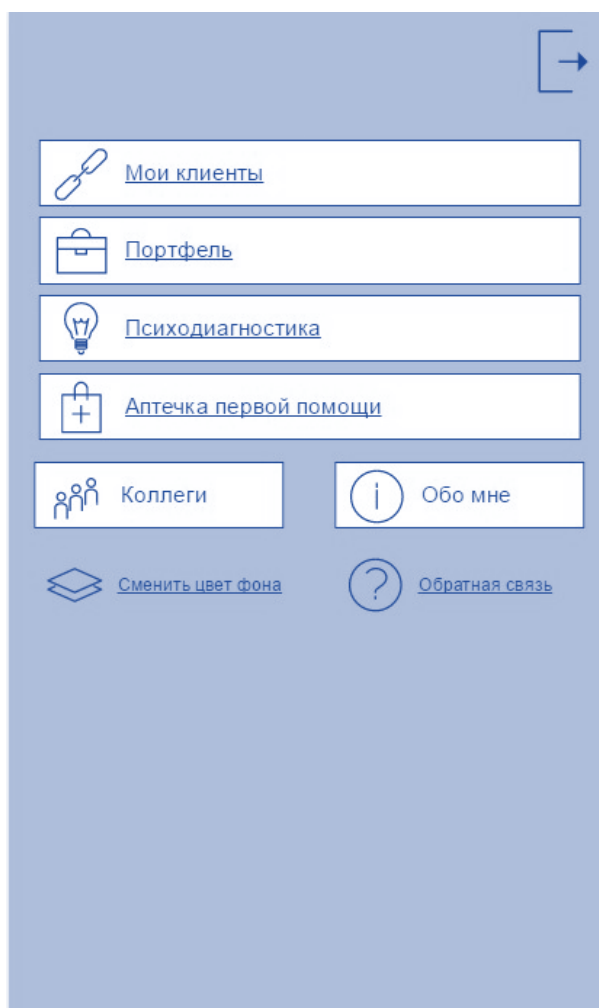 Мои клиенты
Портфель
Психодиагностика
Аптечка первой помощи
Коллеги
Обо мне
Сменить цвет фона
Обратная связь